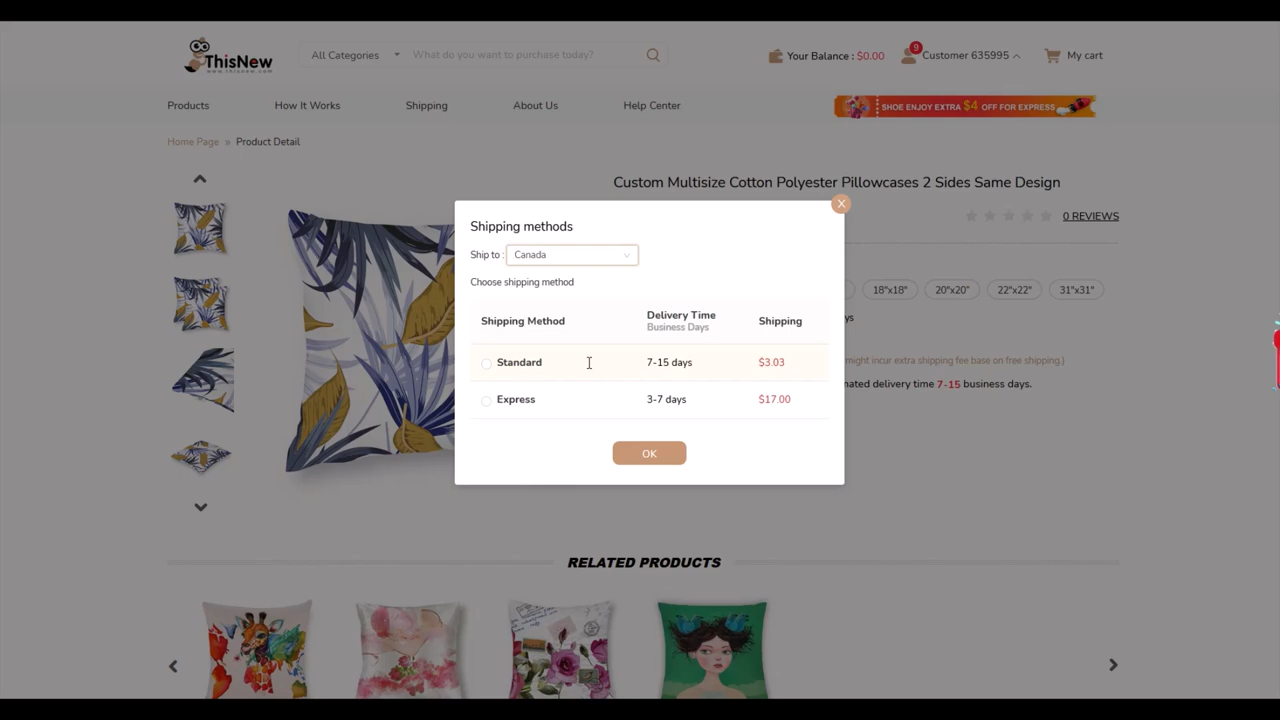 ThisNew
www.thisnew.com
All Categories
What do you want to purchase today?
Your Balance : $0.00
9
Customer 635995
My cart
Products
How It Works
Shipping
About Us
Help Center
SHOE ENJOY EXTRA $4 OFF FOR EXPRESS
Home Page » Product Detail
Custom Multisize Cotton Polyester Pillowcases 2 Sides Same Design
0 REVIEWS
X
Shipping methods
Ship to : Canada
Choose shipping method
18"x18" 20"x20" 22"x22" 31"x31"
Shipping Method Delivery Time Shipping
Business Days
Standard 7-15 days $3.03
Express 3-7 days $17.00
OK
might incur extra shipping fee base on free shipping.)
mated delivery time 7-15 business days.
RELATED PRODUCTS